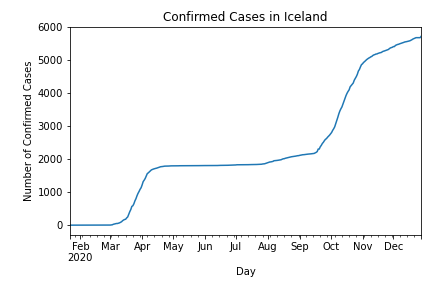 Confirmed Cases in Iceland
Number of Confirmed Cases
6000
5000
4000
3000
2000
1000
0
Feb Mar Apr May Jun Jul Aug Sep Oct Nov Dec
2020
Day